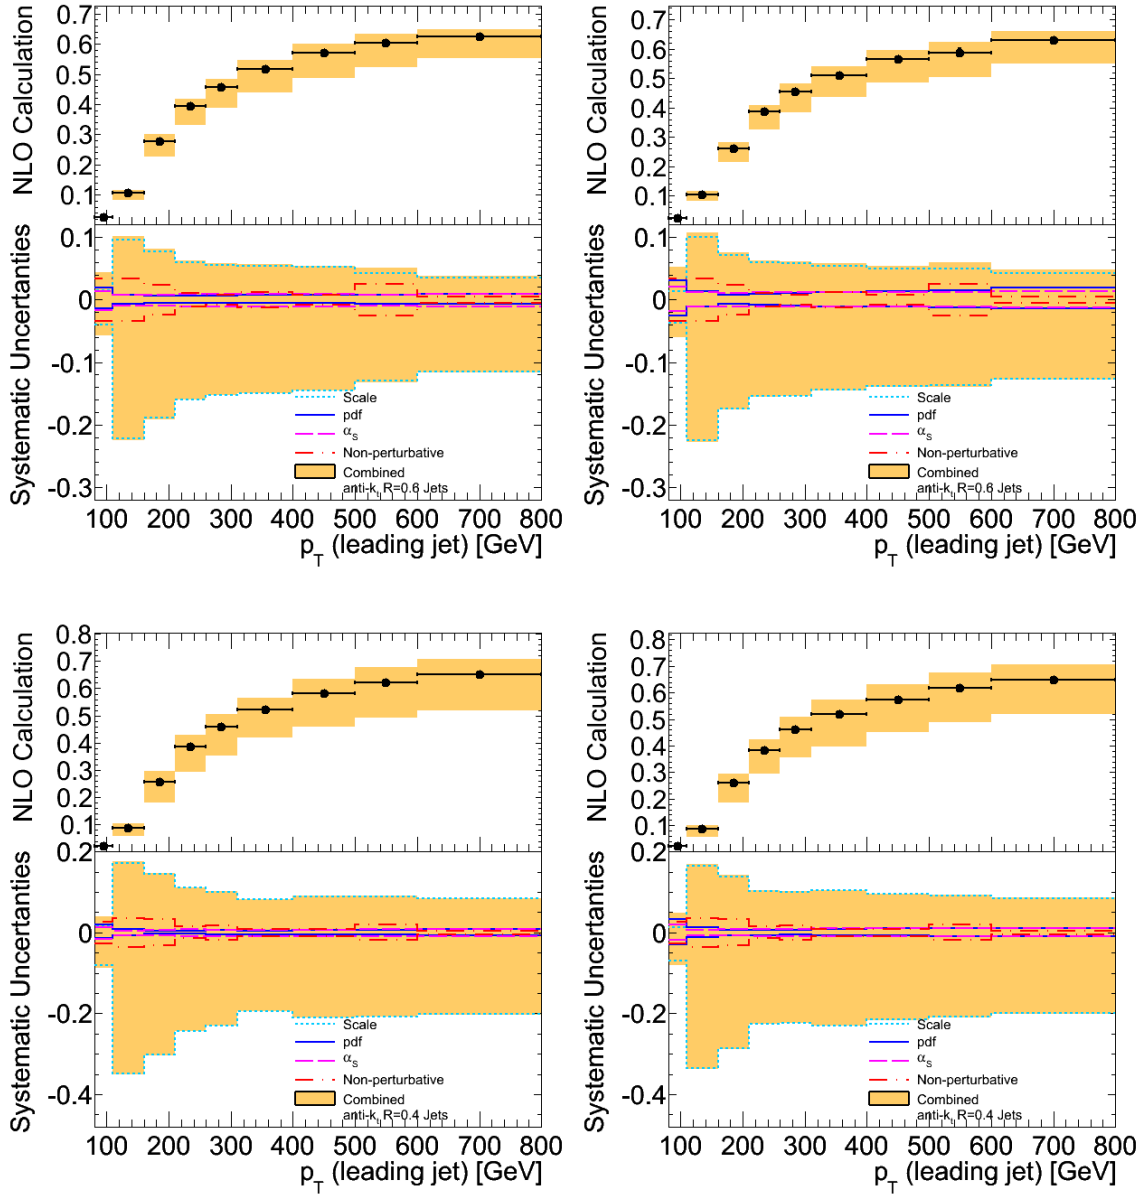 NLO Calculation
0.7
0.6
0.5
0.4
0.3
0.2
0.1
Systematic Uncertanties
0.1
0
-0.1
-0.2
-0.3
Scale
pdf
αS
Non-perturbative
Combined
anti-kt R=0.6 Jets
100 200 300 400 500 600 700 800
pT (leading jet) [GeV]
NLO Calculation
0.7
0.6
0.5
0.4
0.3
0.2
0.1
Systematic Uncertanties
0.1
0
-0.1
-0.2
-0.3
Scale
pdf
αS
Non-perturbative
Combined
anti-kt R=0.6 Jets
100 200 300 400 500 600 700 800
pT (leading jet) [GeV]
NLO Calculation
0.8
0.7
0.6
0.5
0.4
0.3
0.2
0.1
Systematic Uncertanties
0.2
0
-0.2
-0.4
Scale
pdf
αS
Non-perturbative
Combined
anti-kt R=0.4 Jets
100 200 300 400 500 600 700 800
pT (leading jet) [GeV]
NLO Calculation
0.8
0.7
0.6
0.5
0.4
0.3
0.2
0.1
Systematic Uncertanties
0.2
0
-0.2
-0.4
Scale
pdf
αS
Non-perturbative
Combined
anti-kt R=0.4 Jets
100 200 300 400 500 600 700 800
pT (leading jet) [GeV]